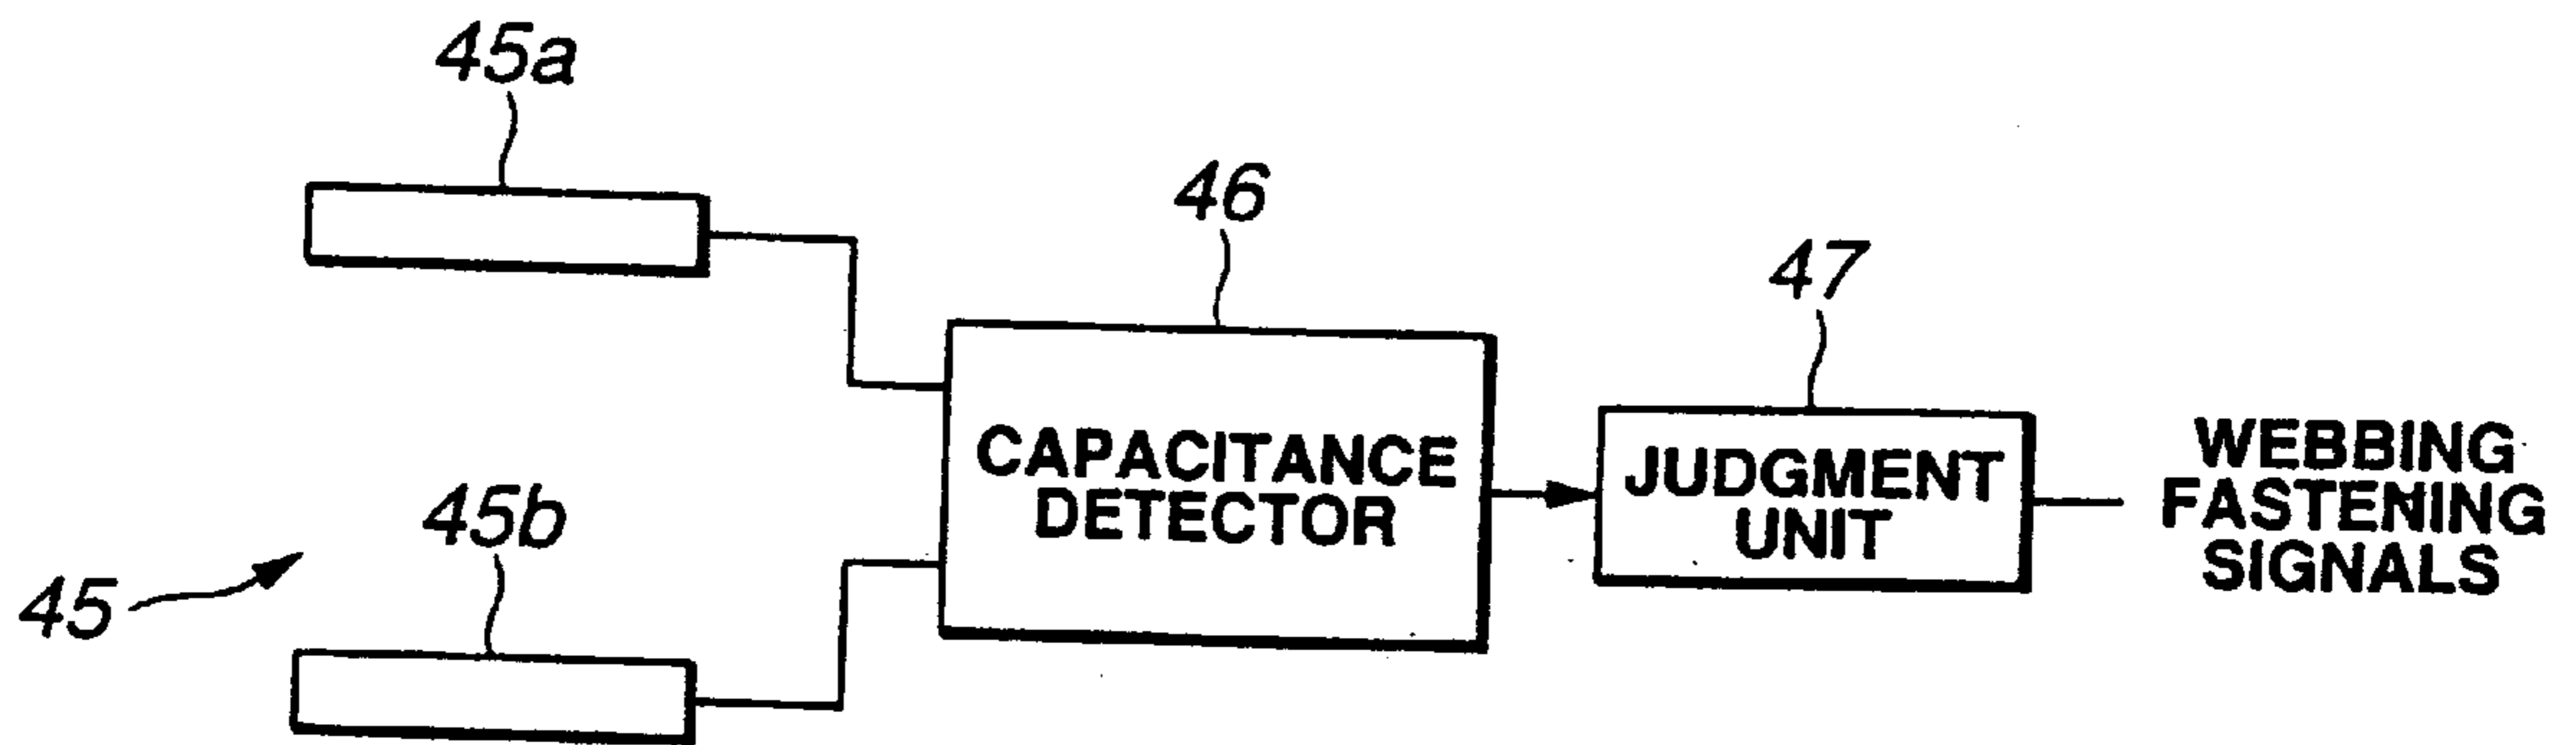 45a
46
47
CAPACITANCE
DETECTOR
JUDGMENT
UNIT
WEBBING
FASTENING
SIGNALS
45b
45